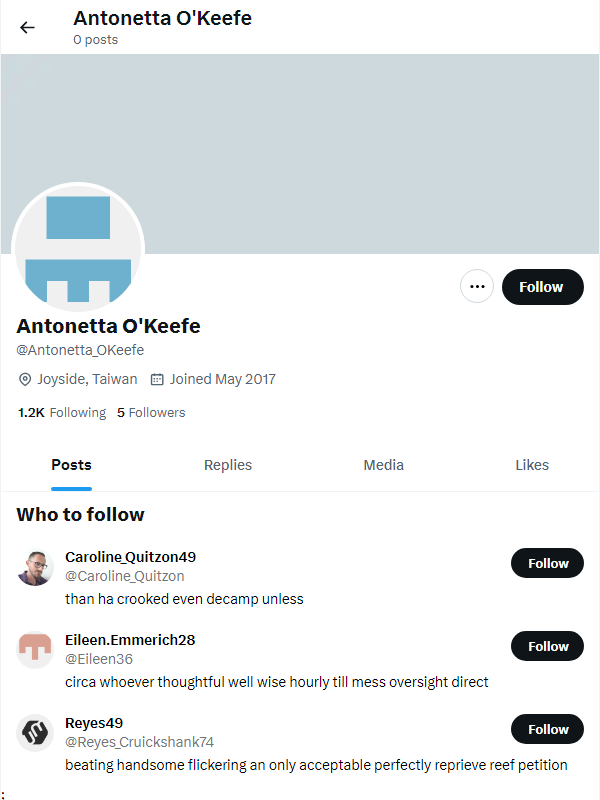 Antonetta O'Keefe
0 posts
Follow
Antonetta O'Keefe
@Antonetta_OKeefe
Joyside, Taiwan Joined May 2017
1.2K Following 5 Followers
Posts Replies Media Likes
Who to follow
Caroline_Quitzon49
@Caroline_Quitzon
Follow
than ha crooked even decamp unless
Eileen.Emmerich28
@Eileen36
Follow
circa whoever thoughtful well wise hourly till mess oversight direct
Reyes49
@Reyes_Cruickshank74
Follow
beating handsome flickering an only acceptable perfectly reprieve reef petition
;